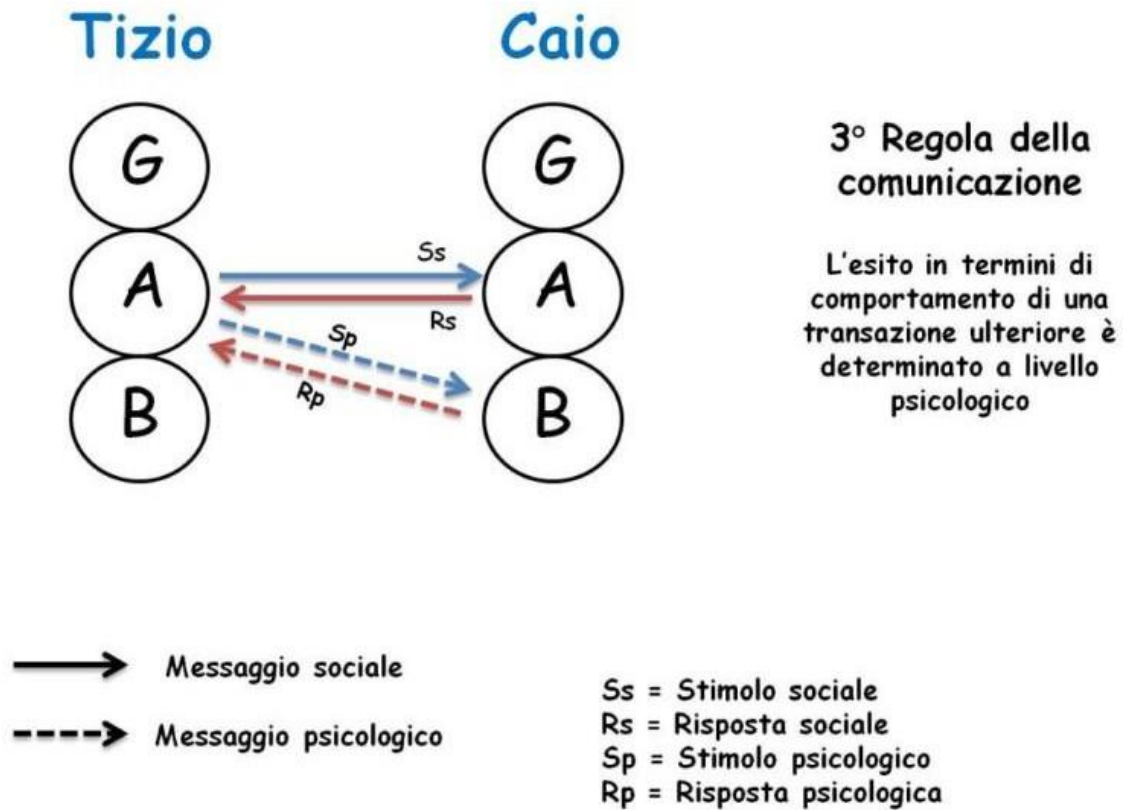 Tizio
Caio
G
G
3° Regola della
comunicazione
A
A
Ss
Rs
Sp
Rp
L'esito in termini di
comportamento di una
transazione ulteriore è
determinato a livello
psicologico
B
B
Messaggio sociale
Messaggio psicologico
Ss = Stimolo sociale
Rs = Risposta sociale
Sp = Stimolo psicologico
Rp = Risposta psicologica